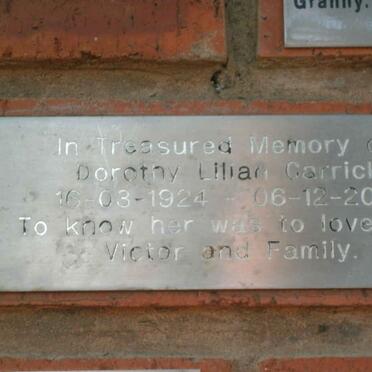 Granny.
In Treasured Memory o
Dorothy Lilian Carric
16-03-1924 - 06-12-20
To know her was to love
Victor and Family.